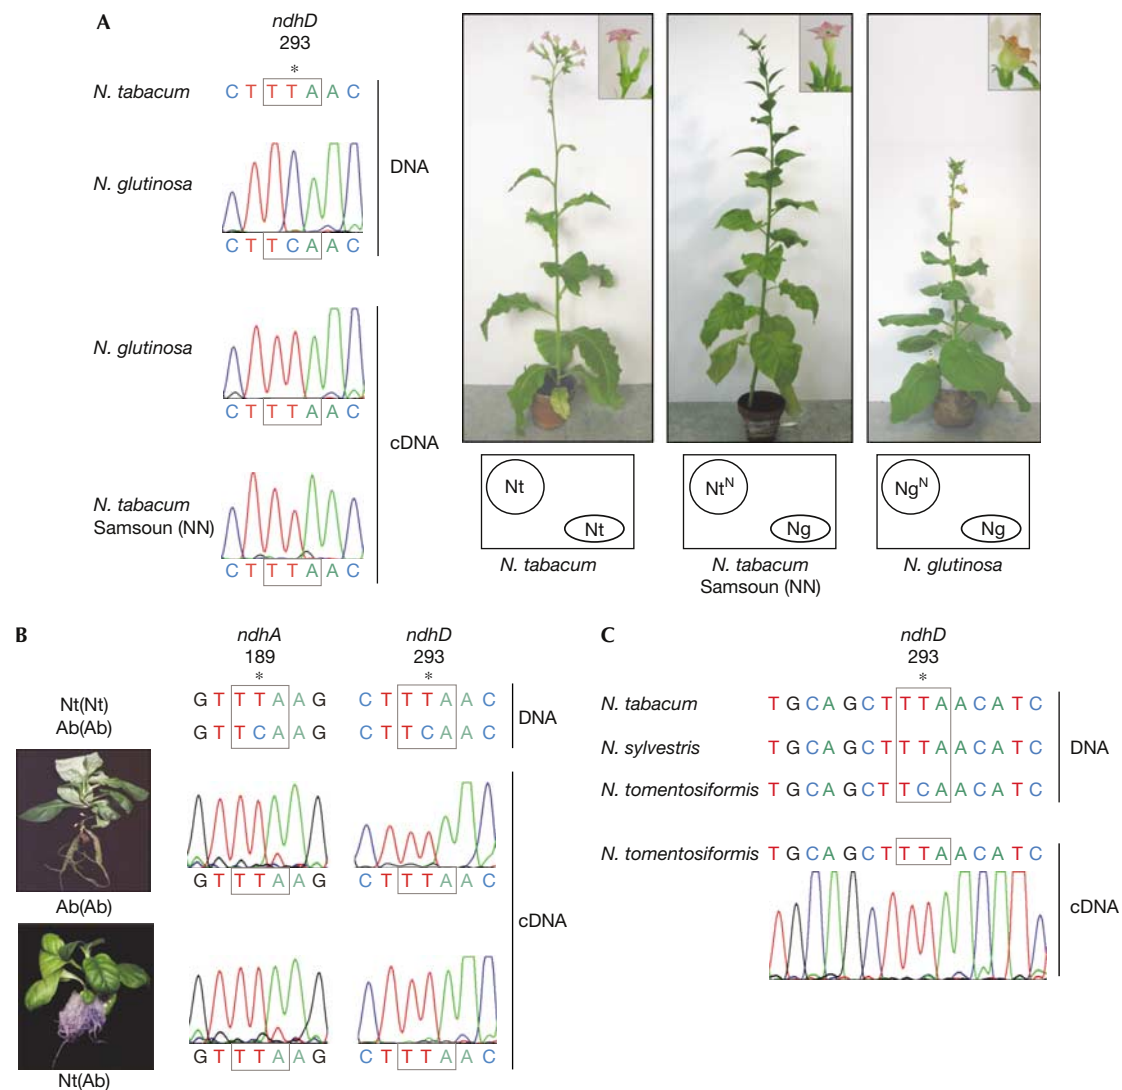 A
ndhD
293
*
N. tabacum C T T T A A C
DNA
N. glutinosa
C T T C A A C
N. glutinosa
C T T T A A C
cDNA
N. tabacum
Samsoun (NN)
C T T T A A C
Nt
Nt
N. tabacum
NtN
Ng
N. tabacum
Samsoun (NN)
NgN
Ng
N. glutinosa
B
ndhA
189
*
ndhD
293
*
Nt(Nt) G T T T A A G C T T T A A C
Ab(Ab) G T T C A A G C T T C A A C
DNA
G T T T A A G C T T T A A C
Ab(Ab)
cDNA
G T T T A A G C T T T A A C
Nt(Ab)
C
ndhD
293
*
N. tabacum T G C A G C T T T A A C A T C
N. sylvestris T G C A G C T T T A A C A T C
DNA
N. tomentosiformis T G C A G C T T C A A C A T C
N. tomentosiformis T G C A G C T T T A A C A T C
cDNA